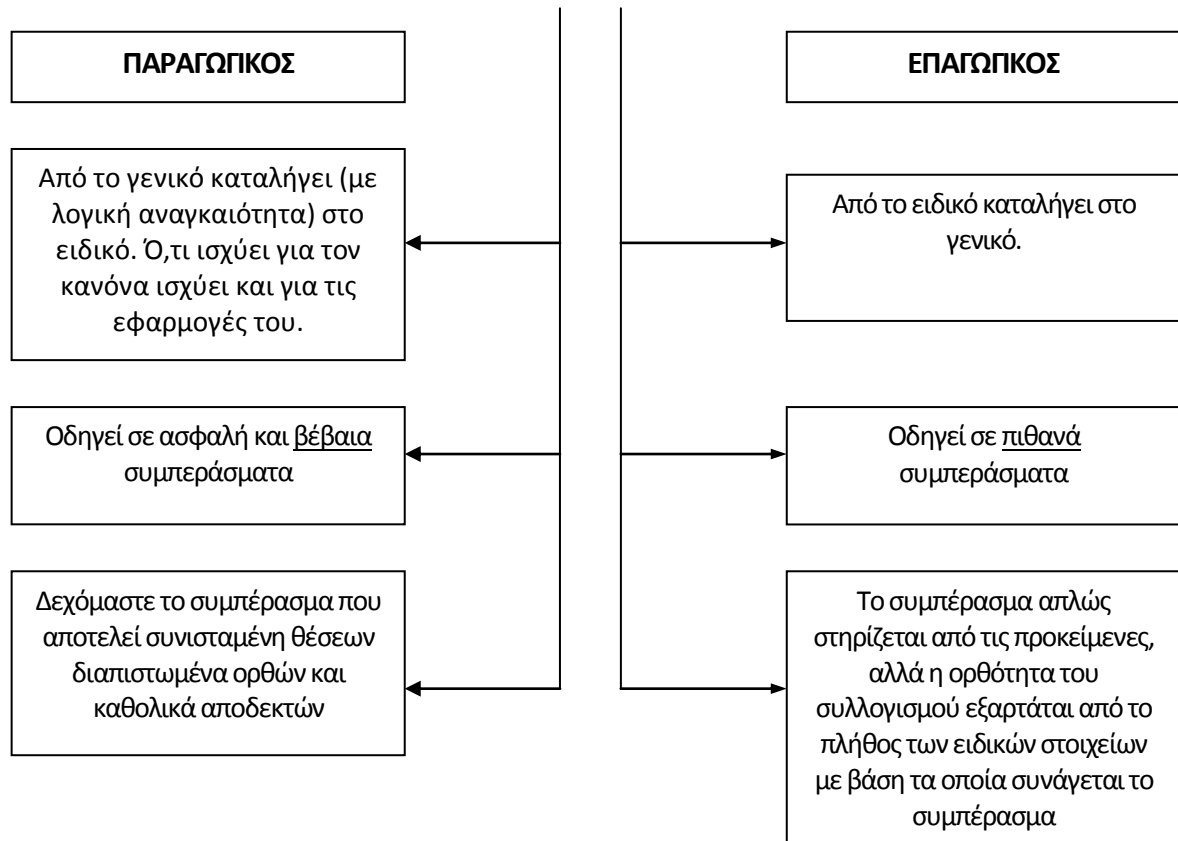 ΠΑΡΑΓΩΓΙΚΟΣ
Από το γενικό καταλήγει (με
λογική αναγκαιότητα) στο
ειδικό. Ό,τι ισχύει για τον
κανόνα ισχύει και για τις
εφαρμογές του.
Οδηγεί σε ασφαλή και βέβαια
συμπεράσματα
Δεχόμαστε το συμπέρασμα που
αποτελεί συνισταμένη θέσεων
διαπιστωμένα ορθών και
καθολικά αποδεκτών
ΕΠΑΓΩΓΙΚΟΣ
Από το ειδικό καταλήγει στο
γενικό.
Οδηγεί σε πιθανά
συμπεράσματα
Το συμπέρασμα απλώς
στηρίζεται από τις προκείμενες,
αλλά η ορθότητα του
συλλογισμού εξαρτάται από το
πλήθος των ειδικών στοιχείων
με βάση τα οποία συνάγεται το
συμπέρασμα